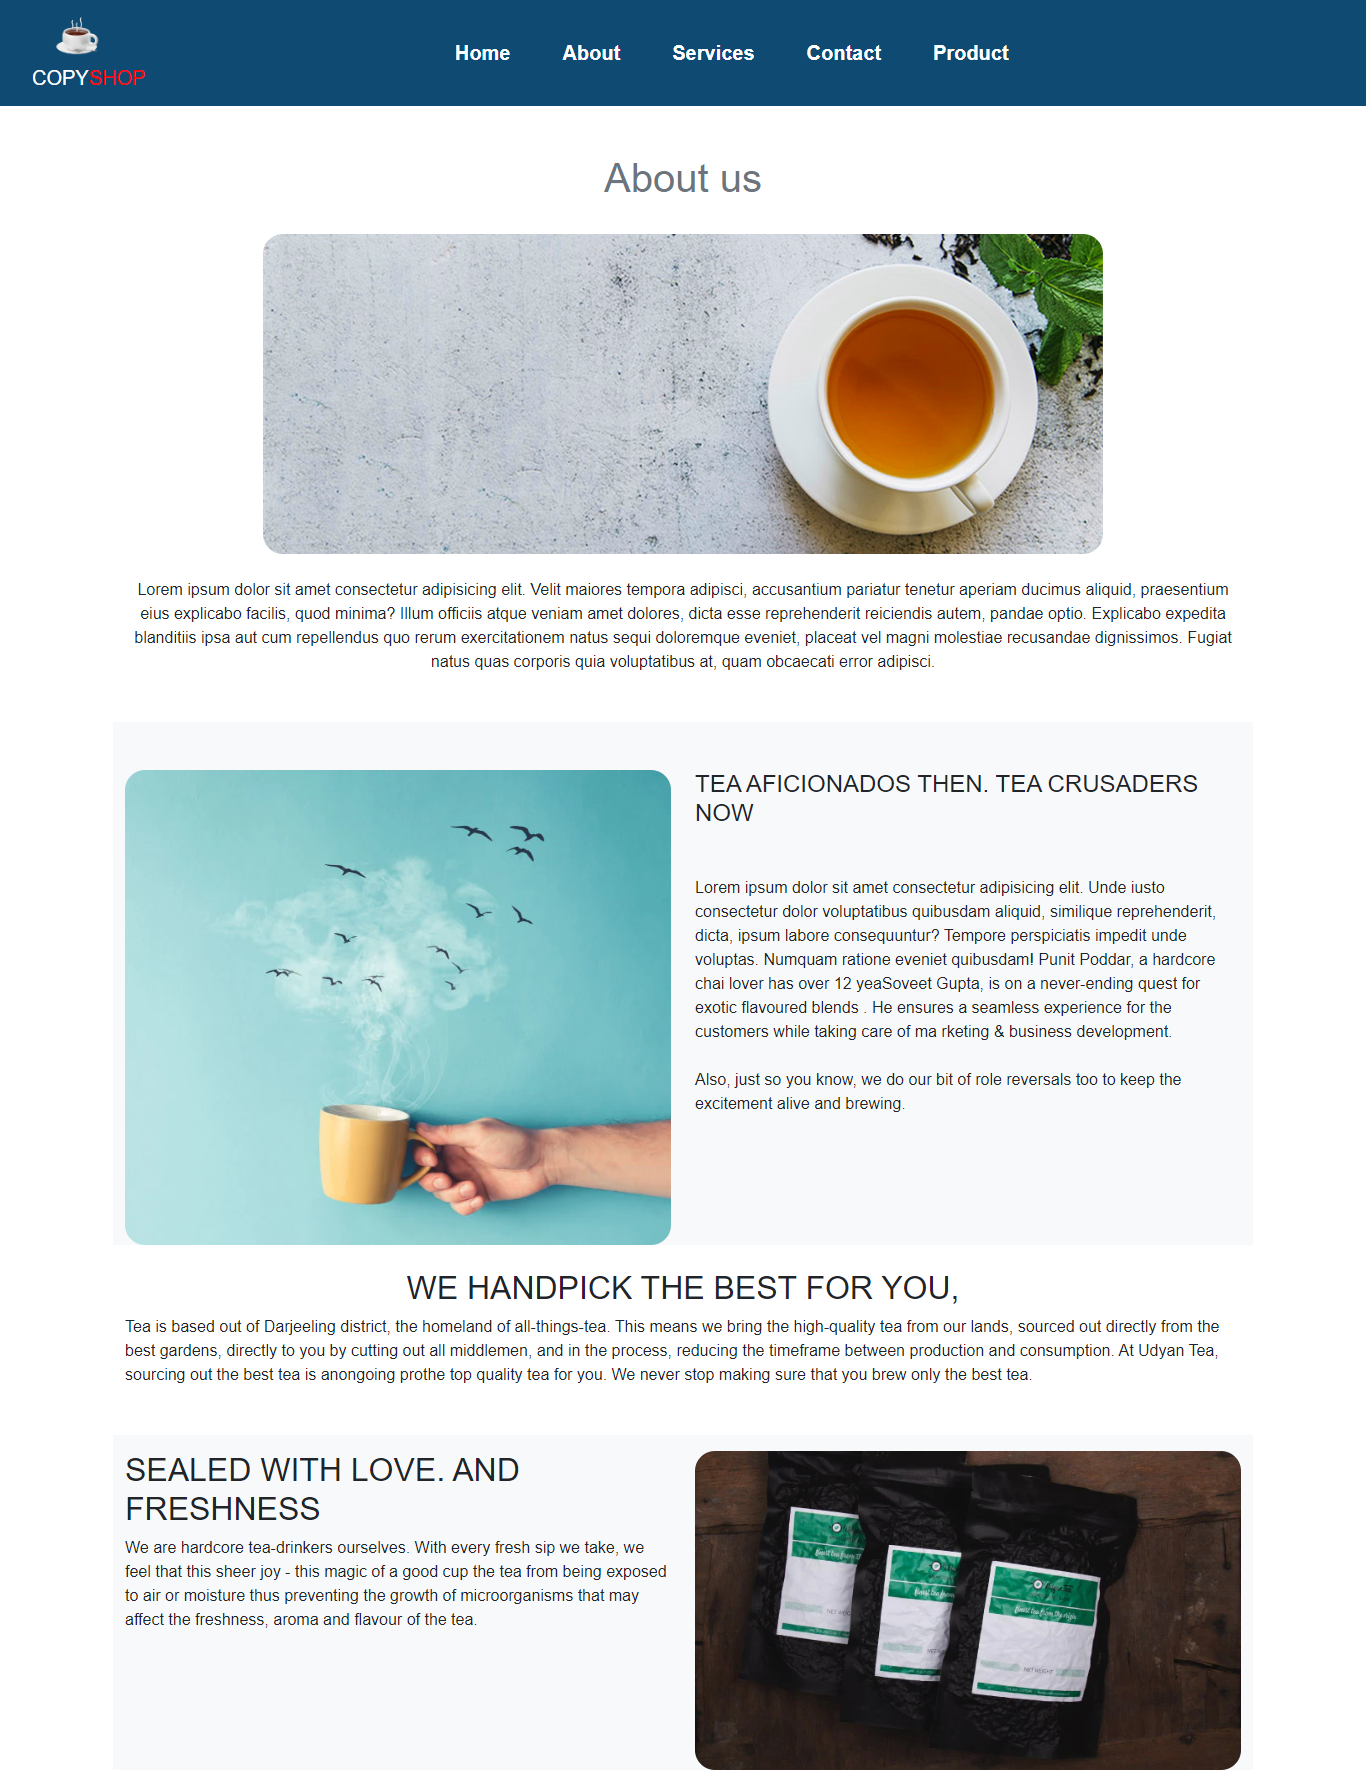 COPYSHOP
Home About Services Contact Product
About us
Lorem ipsum dolor sit amet consectetur adipisicing elit. Velit maiores tempora adipisci, accusantium pariatur tenetur aperiam ducimus aliquid, praesentium
eius explicabo facilis, quod minima? Illum officiis atque veniam amet dolores, dicta esse reprehenderit reiciendis autem, pandae optio. Explicabo expedita
blanditiis ipsa aut cum repellendus quo rerum exercitationem natus sequi doloremque eveniet, placeat vel magni molestiae recusandae dignissimos. Fugiat
natus quas corporis quia voluptatibus at, quam obcaecati error adipisci.
TEA AFICIONADOS THEN. TEA CRUSADERS
NOW
Lorem ipsum dolor sit amet consectetur adipisicing elit. Unde iusto
consectetur dolor voluptatibus quibusdam aliquid, similique reprehenderit,
dicta, ipsum labore consequuntur? Tempore perspiciatis impedit unde
voluptas. Numquam ratione eveniet quibusdam! Punit Poddar, a hardcore
chai lover has over 12 yeaSoveet Gupta, is on a never-ending quest for
exotic flavoured blends . He ensures a seamless experience for the
customers while taking care of ma rketing & business development.
Also, just so you know, we do our bit of role reversals too to keep the
excitement alive and brewing.
WE HANDPICK THE BEST FOR YOU,
Tea is based out of Darjeeling district, the homeland of all-things-tea. This means we bring the high-quality tea from our lands, sourced out directly from the
best gardens, directly to you by cutting out all middlemen, and in the process, reducing the timeframe between production and consumption. At Udyan Tea,
sourcing out the best tea is anongoing prothe top quality tea for you. We never stop making sure that you brew only the best tea.
SEALED WITH LOVE. AND
FRESHNESS
We are hardcore tea-drinkers ourselves. With every fresh sip we take, we
feel that this sheer joy - this magic of a good cup the tea from being exposed
to air or moisture thus preventing the growth of microorganisms that may
affect the freshness, aroma and flavour of the tea.
finest tea from the origin
NET WEIGHT